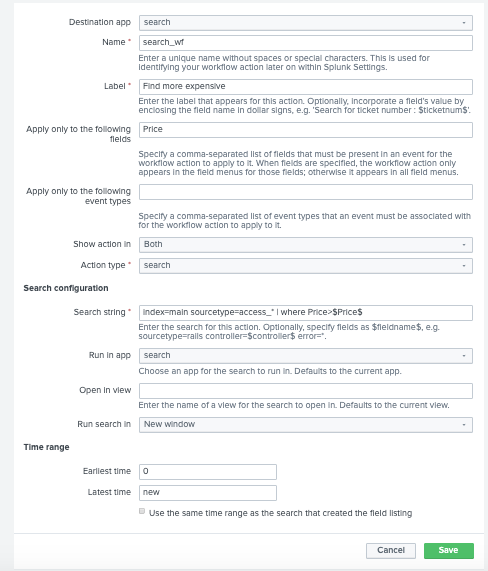 Destination app search
Name * search_wf
Enter a unique name without spaces or special characters. This is used for
identifying your workflow action later on within Splunk Settings.
Label * Find more expensive
Enter the label that appears for this action. Optionally, incorporate a field's value by
enclosing the field name in dollar signs, e.g. 'Search for ticket number : $ticketnum$'.
Apply only to the following Price
fields
Specify a comma-separated list of fields that must be present in an event for the
workflow action to apply to it. When fields are specified, the workflow action only
appears in the field menus for those fields; otherwise it appears in all field menus.
Apply only to the following
event types
Specify a comma-separated list of event types that an event must be associated with
for the workflow action to apply to it.
Show action in Both
Action type * search
Search configuration
Search string * index=main sourcetype=access_* | where Price>$Price$
Enter the search for this action. Optionally, specify fields as $fieldname$, e.g.
sourcetype=rails controller=$controller$ error=*.
Run in app search
Choose an app for the search to run in. Defaults to the current app.
Open in view
Enter the name of a view for the search to open in. Defaults to the current view.
Run search in New window
Time range
Earliest time 0
Latest time new
Use the same time range as the search that created the field listing
Cancel Save